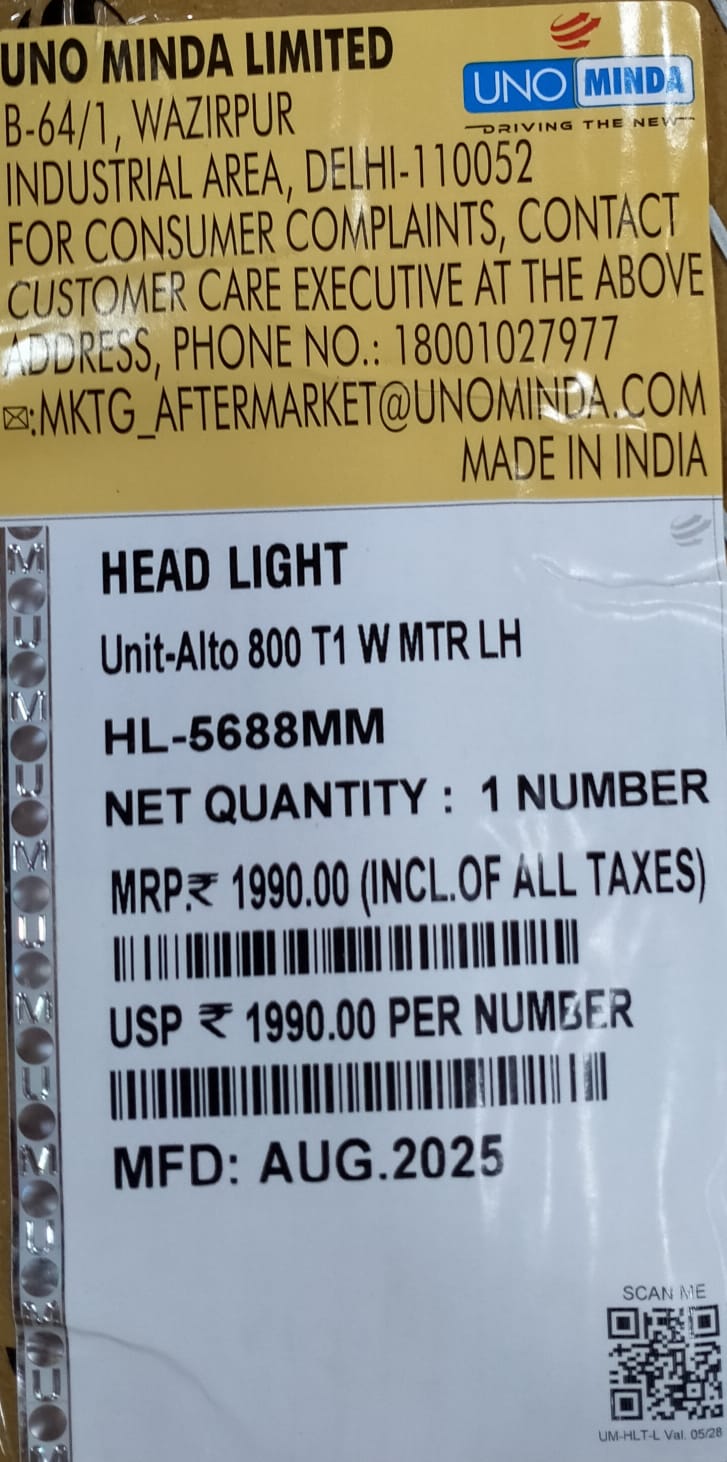 UNO MINDA LIMITED
UNO MINDA
DRIVING THE NEW
B-64/1, WAZIRPUR
INDUSTRIAL AREA, DELHI-110052
FOR CONSUMER COMPLAINTS, CONTACT
CUSTOMER CARE EXECUTIVE AT THE ABOVE
ADDRESS, PHONE NO.: 18001027977
✉:MKTG_AFTERMARKET@UNOMINDA.COM
MADE IN INDIA
HEAD LIGHT
Unit-Alto 800 T1 W MTR LH
HL-5688MM
NET QUANTITY : 1 NUMBER
MRP.₹ 1990.00 (INCL.OF ALL TAXES)
USP ₹ 1990.00 PER NUMBER
MFD: AUG.2025
SCAN ME
UM-HLT-L Val. 05/28
M
U
M
U
M
U
M
U
M
U
M
U
M